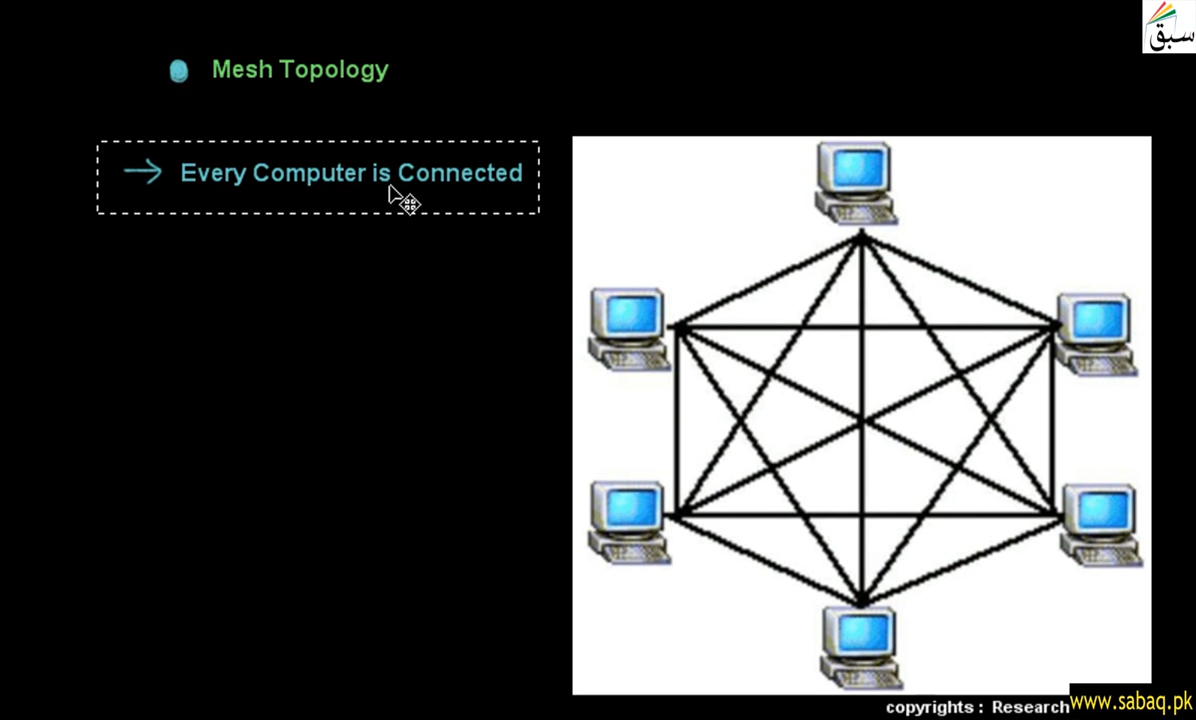 سبق
Mesh Topology
Every Computer is Connected
copyrights : Research
www.sabaq.pk